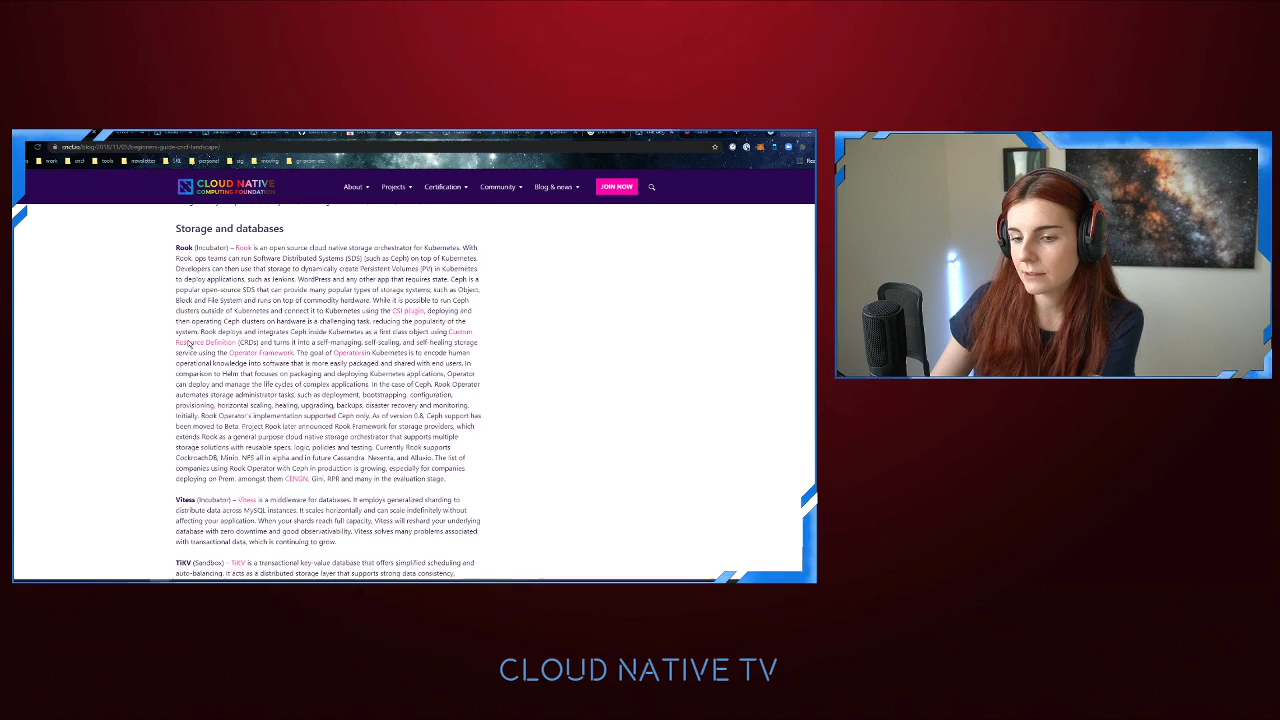 cncf.io/blog/2018/11/05/beginners-guide-cncf-landscape/
work cncf tools newsletter SRE personal sig moving gr-prom-etc
CLOUD NATIVE
COMPUTING FOUNDATION
About Projects Certification Community Blog & news JOIN NOW
Storage and databases
Rook (Incubator) – Rook is an open source cloud native storage orchestrator for Kubernetes. With
Rook, ops teams can run Software Distributed Systems (SDS) (such as Ceph) on top of Kubernetes
Developers can then use that storage to dynamically create Persistent Volumes (PV) in Kubernetes
to deploy applications, such as Jenkins, WordPress and any other app that requires state. Ceph is a
popular open-source SDS that can provide many popular types of storage systems, such as Object,
Block and File System and runs on top of commodity hardware. While it is possible to run Ceph
clusters outside of Kubernetes and connect it to Kubernetes using the CSI plugin, deploying and
then operating Ceph clusters on hardware is a challenging task, reducing the popularity of the
system. Rook deploys and integrates Ceph inside Kubernetes as a first class object using Custom
Resource Definition (CRDs) and turns it into a self-managing, self-scaling, and self-healing storage
service using the Operator Framework. The goal of Operatorsin Kubernetes is to encode human
operational knowledge into software that is more easily packaged and shared with end users. In
comparison to Helm that focuses on packaging and deploying Kubernetes applications, Operator
can deploy and manage the life cycles of complex applications. In the case of Ceph, Rook Operator
automates storage administrator tasks, such as deployment, bootstrapping, configuration,
provisioning, horizontal scaling, healing, upgrading, backups, disaster recovery and monitoring.
Initially, Rook Operator's implementation supported Ceph only. As of version 0.8, Ceph support has
been moved to Beta. Project Rook later announced Rook Framework for storage providers, which
extends Rook as a general purpose cloud native storage orchestrator that supports multiple
storage solutions with reusable specs, logic, policies and testing. Currently Rook supports
CockroachDB, Minio, NFS all in alpha and in future Cassandra, Nexenta, and Alluxio. The list of
companies using Rook Operator with Ceph in production is growing, especially for companies
deploying on Prem, amongst them CENGN, Gini, RPR and many in the evaluation stage.
Vitess (Incubator) – Vitess is a middleware for databases. It employs generalized sharding to
distribute data across MySQL instances. It scales horizontally and can scale indefinitely without
affecting your application. When your shards reach full capacity, Vitess will reshard your underlying
database with zero downtime and good observability. Vitess solves many problems associated
with transactional data, which is continuing to grow.
TiKV (Sandbox) - TiKV is a transactional key-value database that offers simplified scheduling and
auto-balancing. It acts as a distributed storage layer that supports strong data consistency,
CLOUD NATIVE TV